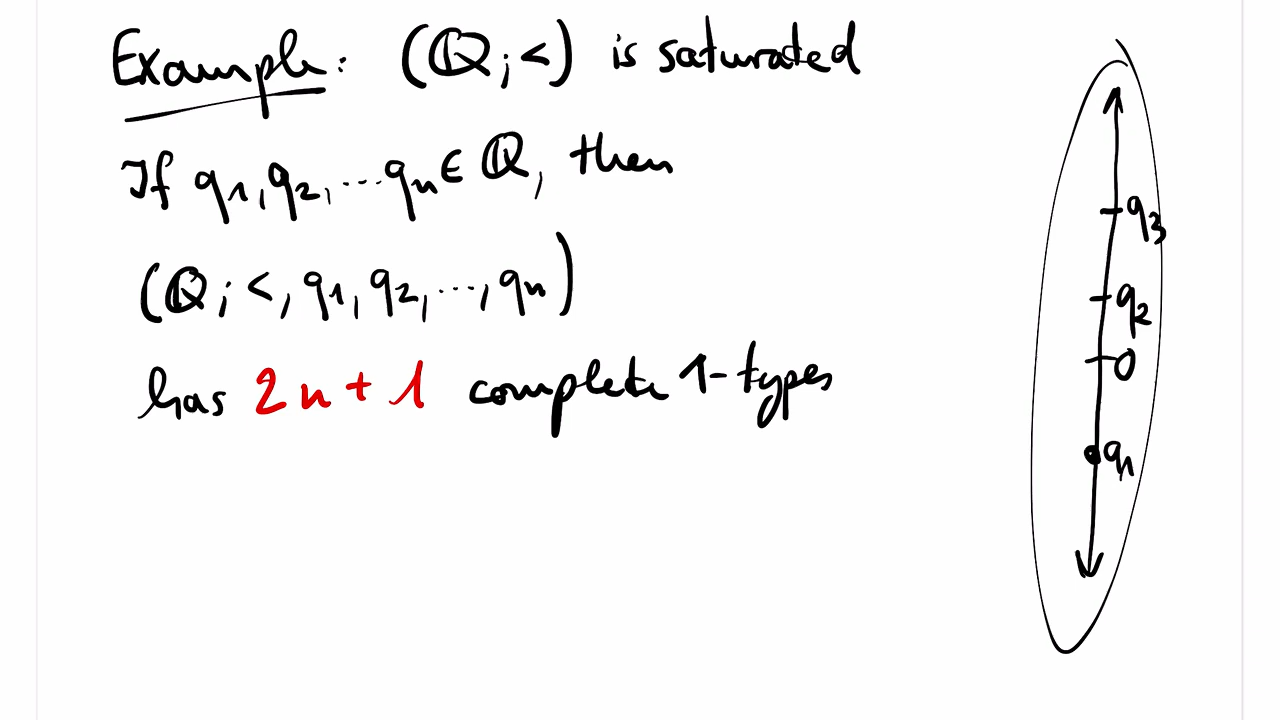 Example: (ℚ; <) is saturated
If q₁, q₂, ... qₙ ∈ ℚ, then
(ℚ; <, q₁, q₂, ..., qₙ)
has 2n + 1 complete 1-types
q₃
q₂
0
q₁